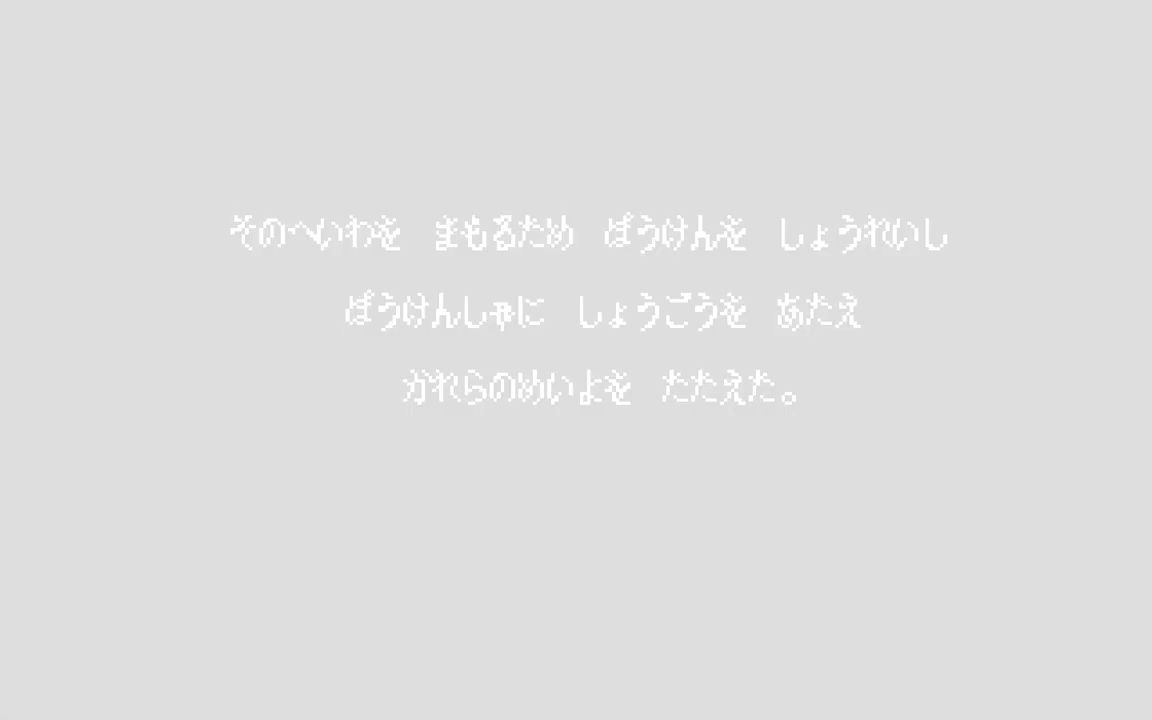 そのへいわを まもるため ぼうけんを しょうれいし
ぼうけんしゃに しょうごうを あたえ
かれらのめいよを たたえた。